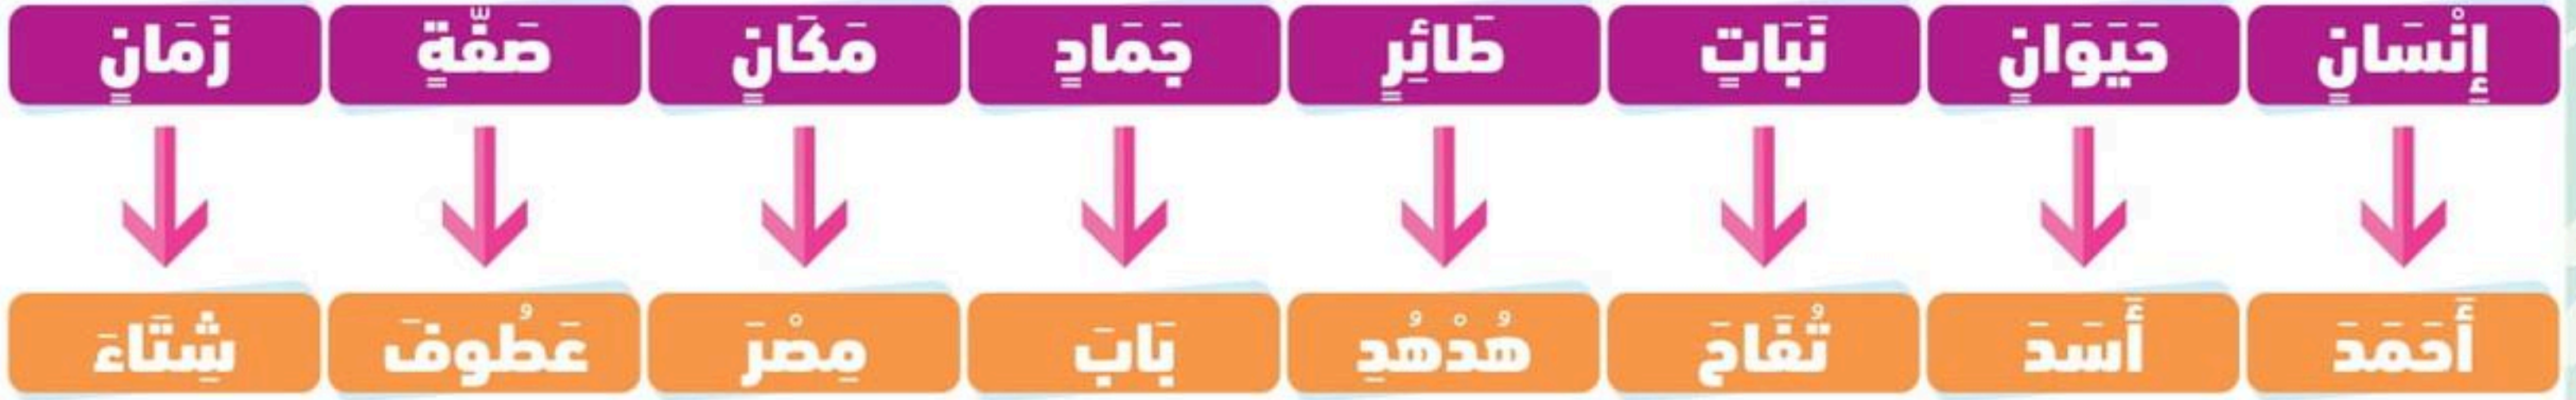 إِنْسَانٍ حَيَوَانٍ نَبَاتٍ طَائِرٍ جَمَادٍ مَكَانٍ صَفَّةٍ زَمَانٍ
أَحَمَدَ أَسَدَ تُفَاحَ هُدْهُدِ بَابَ مِصْرَ عَطُوفَ شِتَاءَ